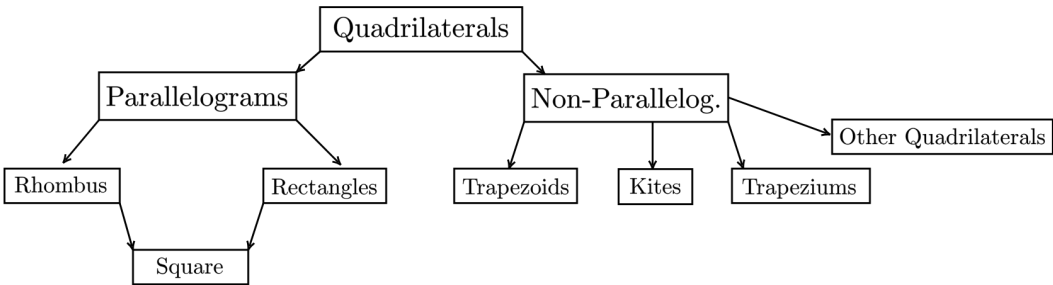 Quadrilaterals
Parallelograms
Non-Parallelog.
Other Quadrilaterals
Rhombus
Rectangles
Trapezoids
Kites
Trapeziums
Square